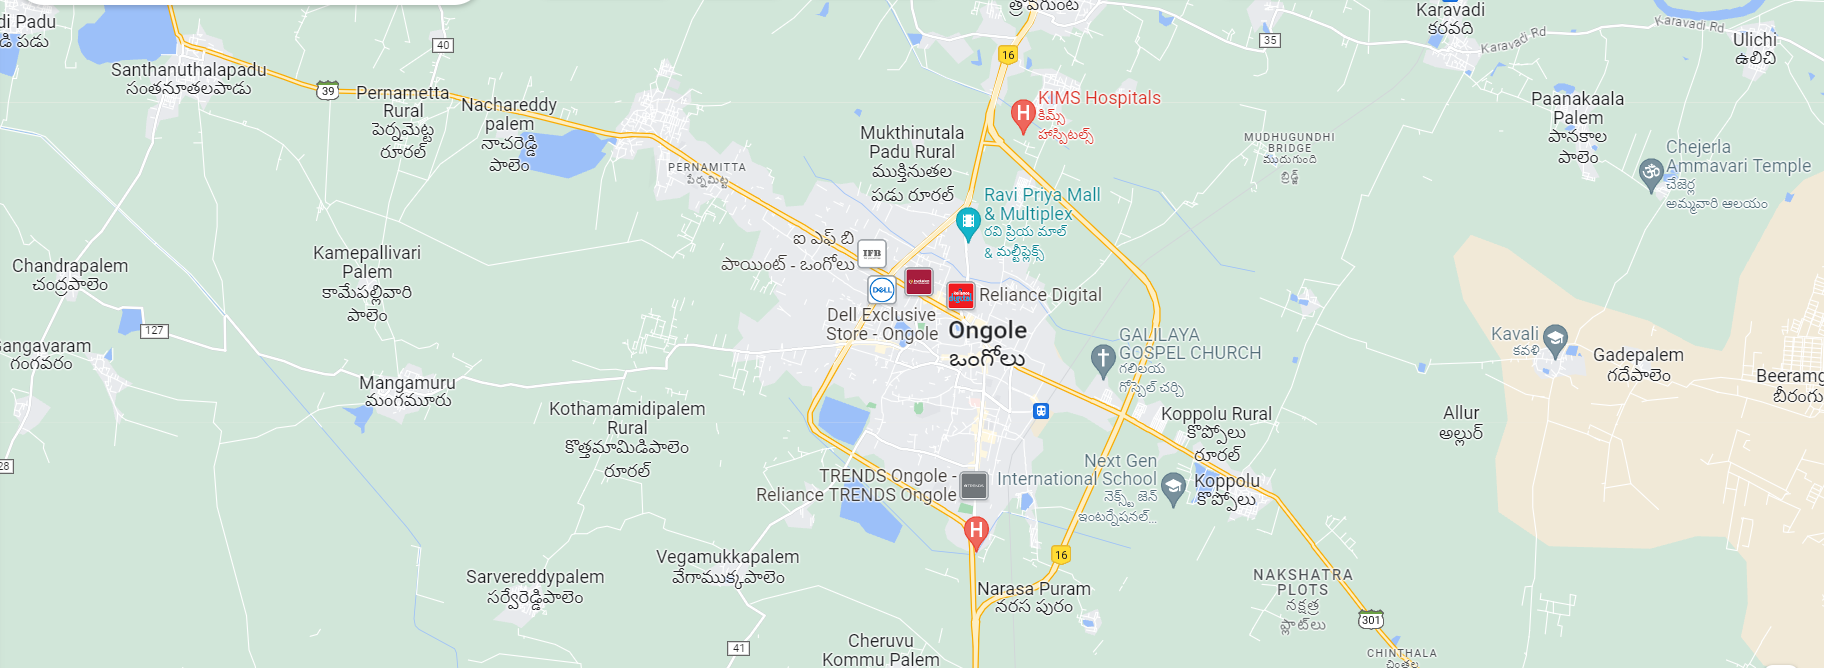 త్రోవగుంట
Karavadi
కరవది
Karavadi Rd
Karavadi Rd
Ulichi
ఉలిచి
di Padu
డి పడు
40
35
16
Santhanuthalapadu
సంతనూతలపాడు
39
Pernametta
Rural
పెర్నమెట్ట
రూరల్
Nachareddy
palem
నాచరెడ్డి
పాలెం
KIMS Hospitals
కిమ్స్
హాస్పిటల్స్
Paanakaala
Palem
పానకాల
పాలెం
Mukthinutala
Padu Rural
ముక్తినుతల
పడు రూరల్
MUDHUGUNDHI
BRIDGE
ముదుగుంది
బ్రిడ్జ్
Chejerla
Ammavari Temple
చేజెర్ల
అమ్మవారి ఆలయం
PERNAMITTA
పేర్నమిట్ట
Ravi Priya Mall
& Multiplex
రవి ప్రియ మాల్
& మల్టీప్లెక్స్
ఐ ఎఫ్ బి
పాయింట్ - ఒంగోలు
IFB
Kamepallivari
Palem
కామేపల్లివారి
పాలెం
Chandrapalem
చంద్రపాలెం
DELL
Reliance Digital
Dell Exclusive
Store - Ongole
Ongole
ఒంగోలు
127
Gangavaram
గంగవరం
GALILAYA
GOSPEL CHURCH
గలిలయ
గోస్పెల్ చర్చి
Kavali
కవళి
Gadepalem
గదేపాలెం
Beeramg
బీరంగు
Mangamuru
మంగమూరు
Kothamamidipalem
Rural
కొత్తమామిడిపాలెం
రూరల్
Koppolu Rural
కొప్పోలు
రూరల్
Allur
అల్లుర్
28
TRENDS Ongole -
Reliance TRENDS Ongole
Next Gen
International School
నెక్స్ట్ జెన్
ఇంటర్నేషనల్...
Koppolu
కొప్పోలు
16
Vegamukkapalem
వేగాముక్కపాలెం
Sarvereddypalem
సర్వేరెడ్డిపాలెం
Narasa Puram
నరస పురం
NAKSHATRA
PLOTS
నక్షత్ర
ప్లాట్‌లు
301
41
Cheruvu
Kommu Palem
CHINTHALA
చింతల